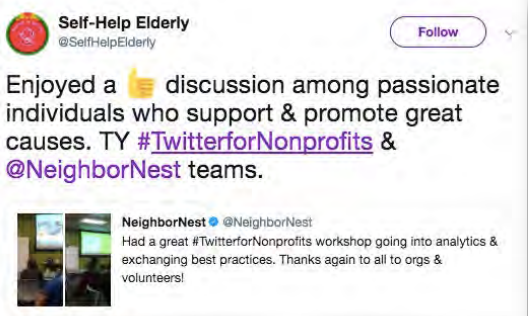 Self-Help Elderly
@SelfHelpElderly
Follow
Enjoyed a 👍 discussion among passionate
individuals who support & promote great
causes. TY #TwitterforNonprofits &
@NeighborNest teams.
NeighborNest @NeighborNest
Had a great #TwitterforNonprofits workshop going into analytics &
exchanging best practices. Thanks again to all to orgs &
volunteers!